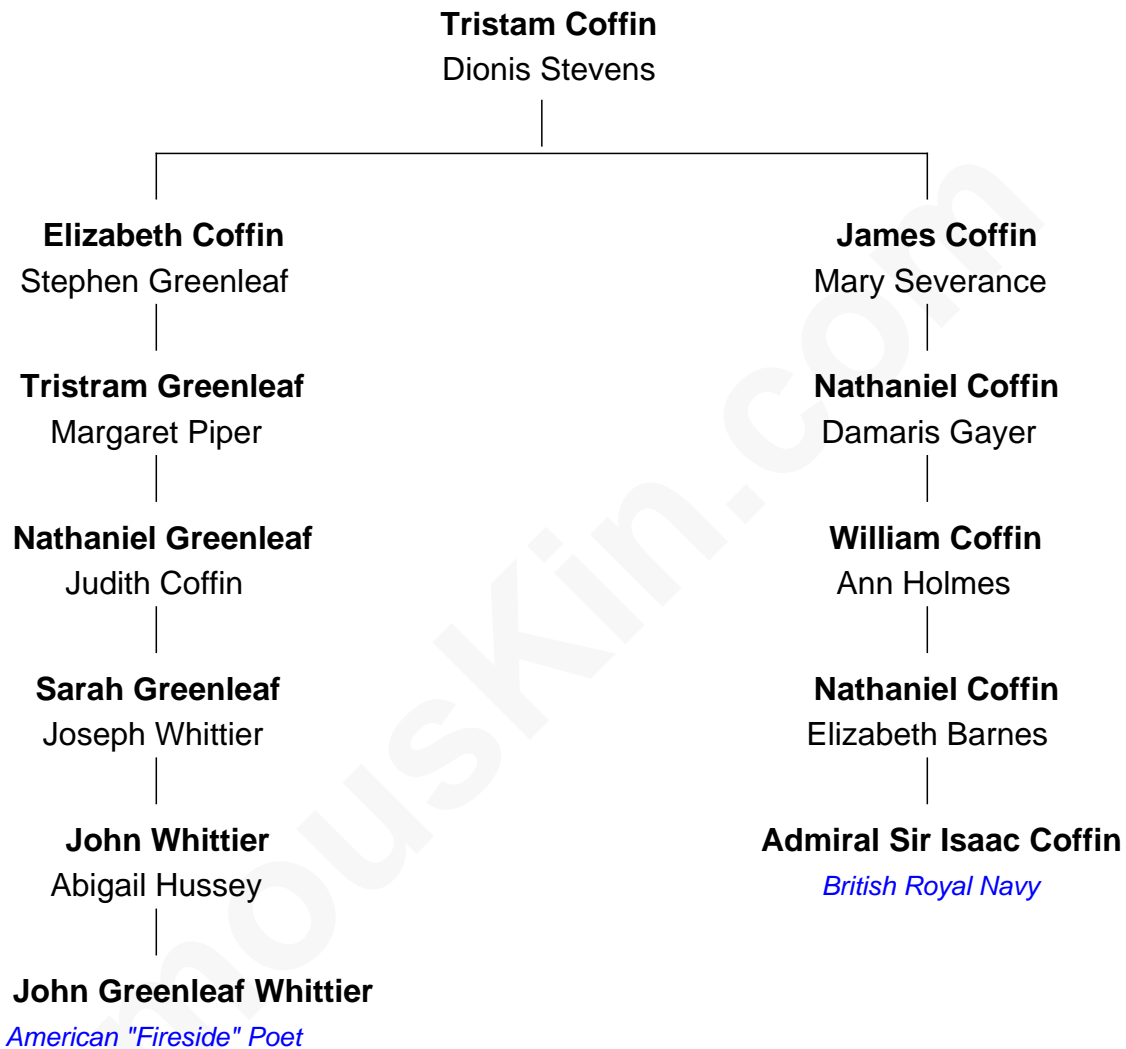 Tristam Coffin
Dionis Stevens
Elizabeth Coffin
Stephen Greenleaf
James Coffin
Mary Severance
Tristram Greenleaf
Margaret Piper
Nathaniel Coffin
Damaris Gayer
Nathaniel Greenleaf
Judith Coffin
William Coffin
Ann Holmes
Sarah Greenleaf
Joseph Whittier
Nathaniel Coffin
Elizabeth Barnes
John Whittier
Abigail Hussey
Admiral Sir Isaac Coffin
British Royal Navy
John Greenleaf Whittier
American "Fireside" Poet
mousKin.com